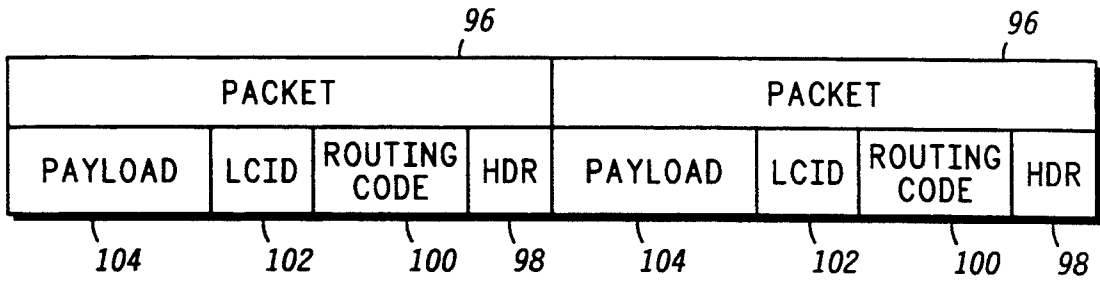 96 96
PACKET PACKET
PAYLOAD LCID ROUTING CODE HDR PAYLOAD LCID ROUTING CODE HDR
104 102 100 98 104 102 100 98